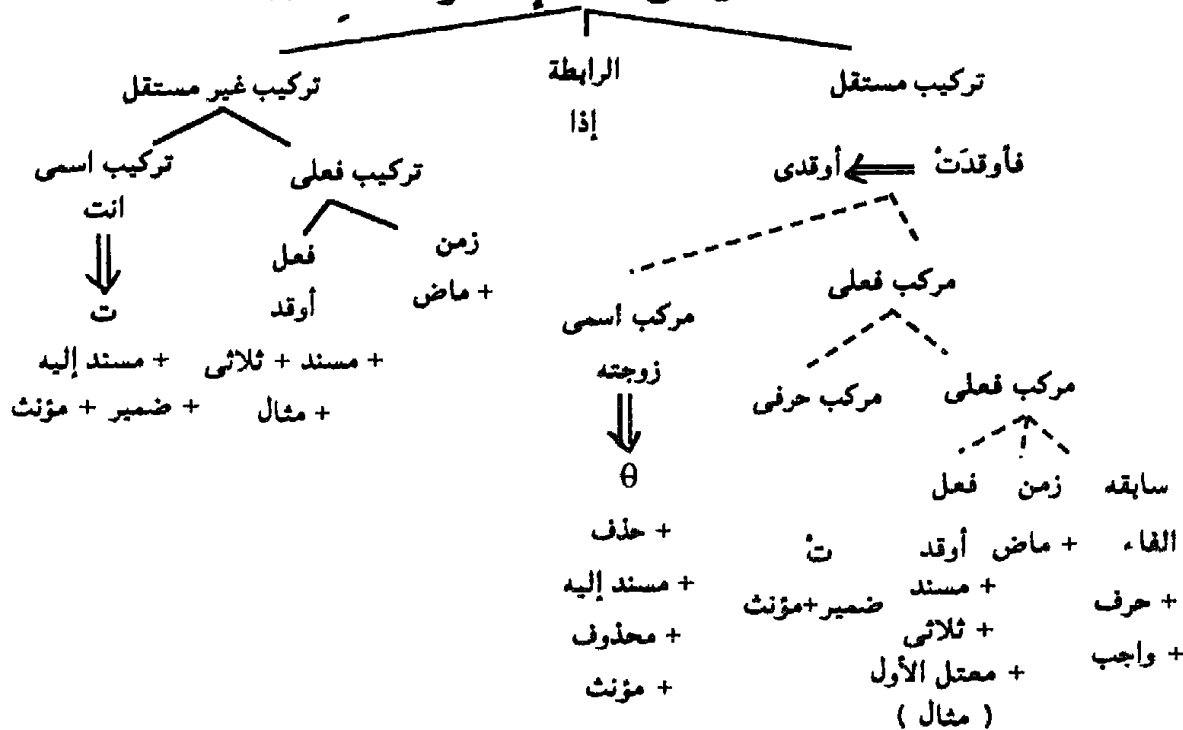 تركيب مستقل
الرابطة
تركيب غير مستقل
إذا
فأوقدَتْ أوقدى
تركيب فعلى
تركيب اسمى
انت
زمن
فعل
+ ماض
أوقد
ت
+ مسند + ثلاثى
+ مسند إليه
+ مثال
+ ضمير + مؤنث
مركب فعلى
مركب اسمى
زوجته
مركب فعلى
مركب حرفى
θ
سابقه
زمن
فعل
+ حذف
الفاء
+ ماض
أوقد
تْ
+ مسند إليه
+ حرف
+ مسند
ضمير+مؤنث
+ ثلاثى
+ محذوف
+ واجب
+ معتل الأول
+ مؤنث
( مثال )